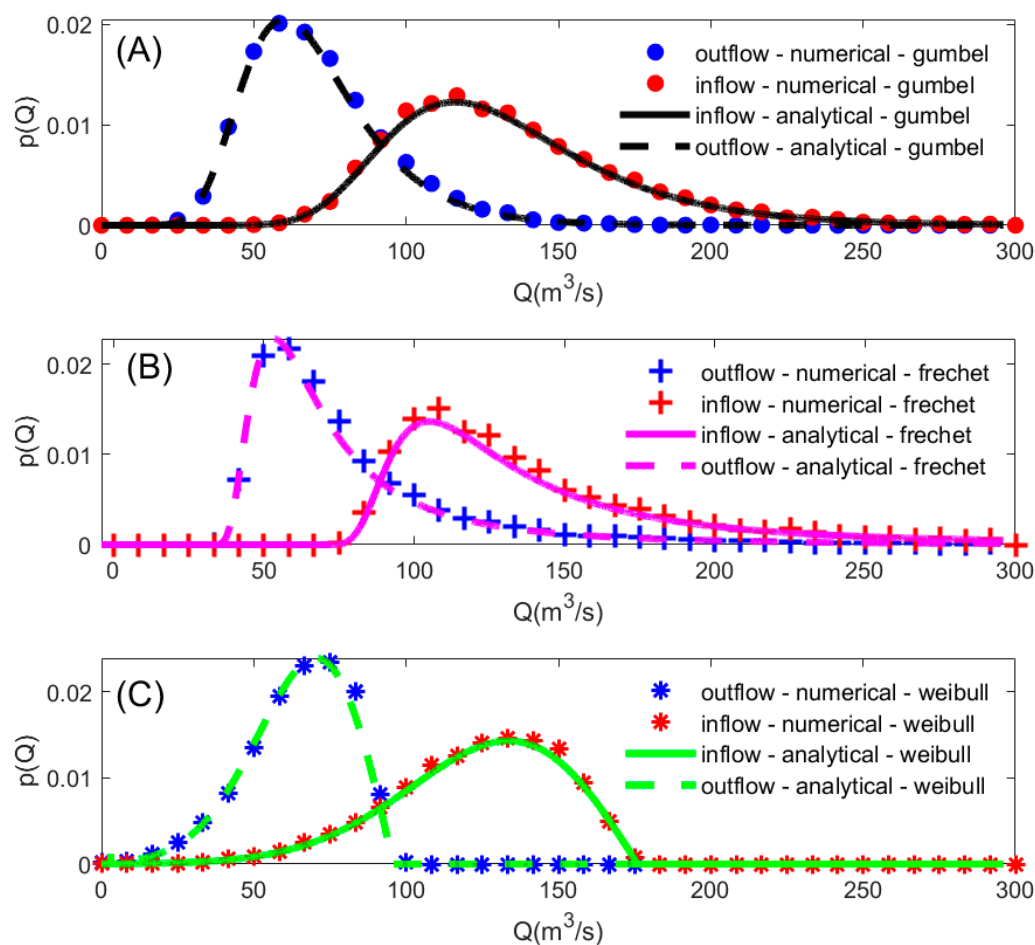 (A)
0.02
0.01
0
p(Q)
outflow - numerical - gumbel
inflow - numerical - gumbel
inflow - analytical - gumbel
outflow - analytical - gumbel
0 50 100 150 200 250 300
Q(m³/s)
(B)
0.02
0.01
0
p(Q)
outflow - numerical - frechet
inflow - numerical - frechet
inflow - analytical - frechet
outflow - analytical - frechet
0 50 100 150 200 250 300
Q(m³/s)
(C)
0.02
0.01
0
p(Q)
outflow - numerical - weibull
inflow - numerical - weibull
inflow - analytical - weibull
outflow - analytical - weibull
0 50 100 150 200 250 300
Q(m³/s)